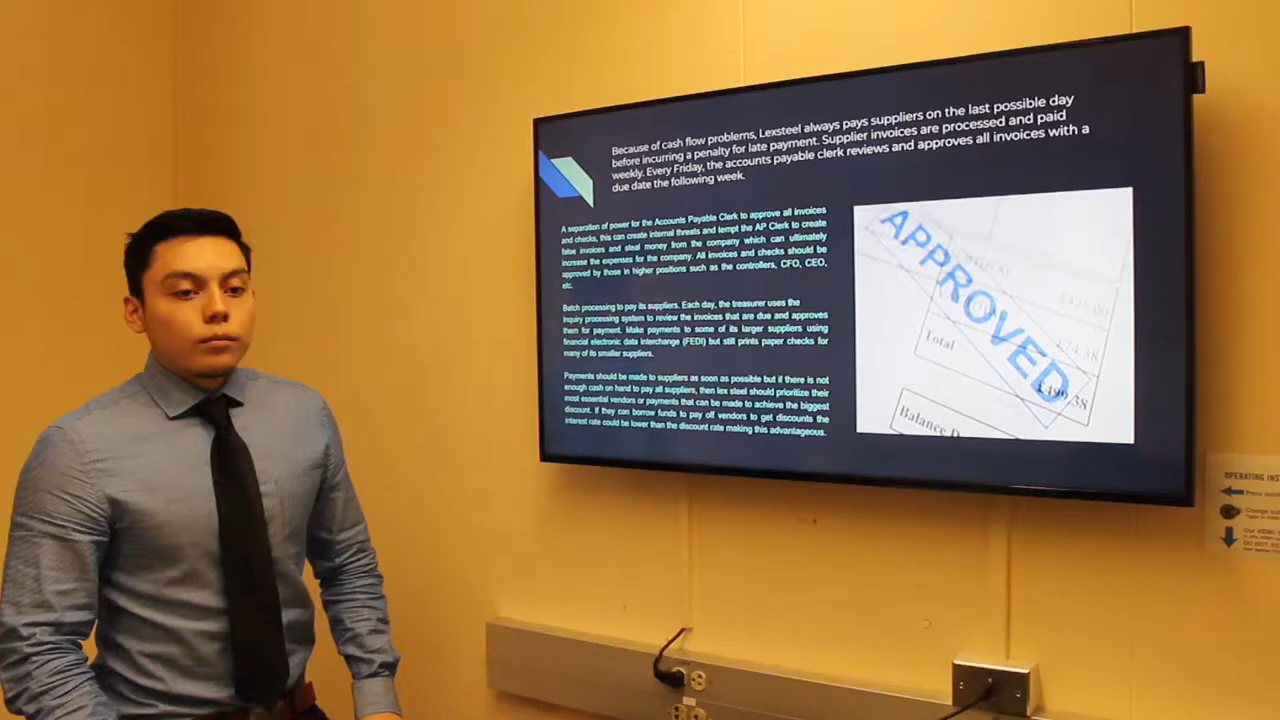 Because of cash flow problems, Lexsteel always pays suppliers on the last possible day
before incurring a penalty for late payment. Supplier invoices are processed and paid
weekly. Every Friday, the accounts payable clerk reviews and approves all invoices with a
due date the following week.
A separation of power for the Accounts Payable Clerk to approve all invoices
and checks, this can create internal threats and tempt the AP Clerk to create
false invoices and steal money from the company which can ultimately
increase the expenses for the company. All invoices and checks should be
approved by those in higher positions such as the controllers, CFO, CEO,
etc.
Batch processing to pay its suppliers. Each day, the treasurer uses the
inquiry processing system to review the invoices that are due and approves
them for payment. Make payments to some of its larger suppliers using
financial electronic data interchange (FEDI) but still prints paper checks for
many of its smaller suppliers.
Payments should be made to suppliers as soon as possible but if there is not
enough cash on hand to pay all suppliers, then lex steel should prioritize their
most essential vendors or payments that can be made to achieve the biggest
discount. If they can borrow funds to pay off vendors to get discounts the
interest rate could be lower than the discount rate making this advantageous.
APPROVED
£74.38
Total
Balance
OPERATING INS
Press
Change
Use HDMI
DO NOT